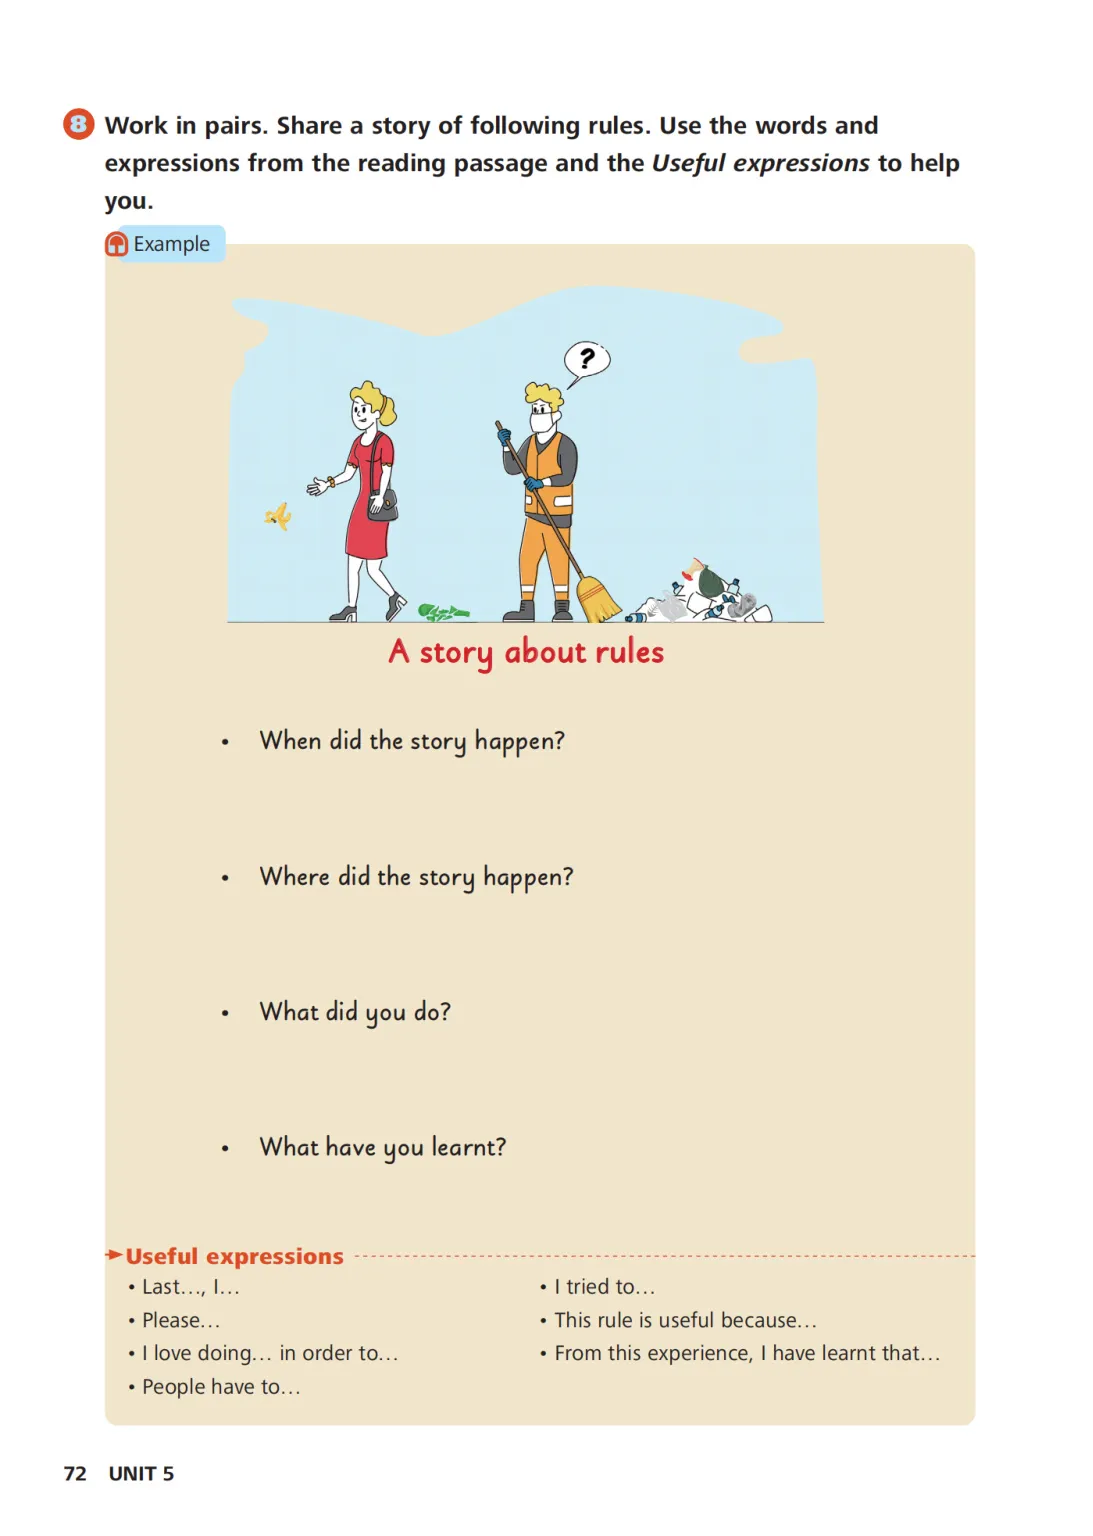 8 Work in pairs. Share a story of following rules. Use the words and
expressions from the reading passage and the Useful expressions to help
you.
Example
?
A story about rules
• When did the story happen?
• Where did the story happen?
• What did you do?
• What have you learnt?
Useful expressions
• Last…, I…
• Please…
• I love doing… in order to…
• People have to…
• I tried to…
• This rule is useful because…
• From this experience, I have learnt that…
72 UNIT 5